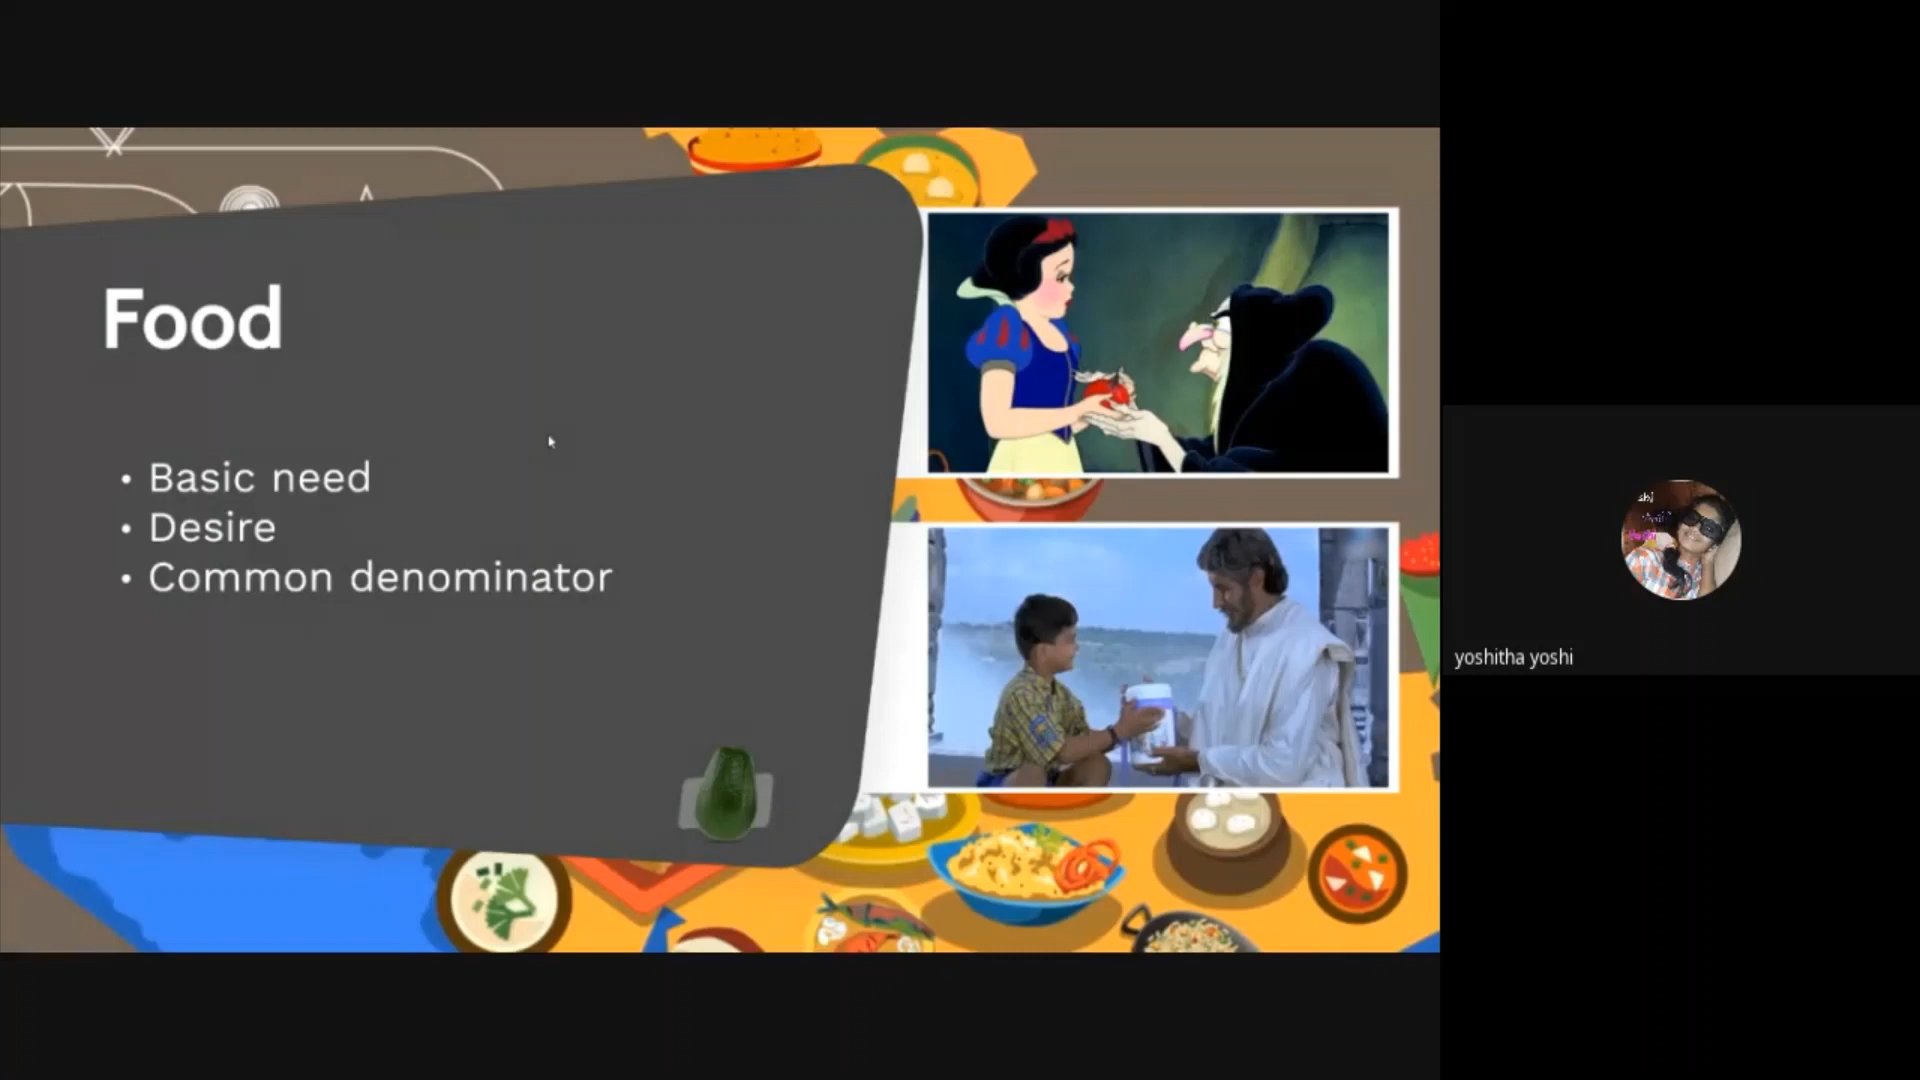 Food
• Basic need
• Desire
• Common denominator
yoshitha yoshi